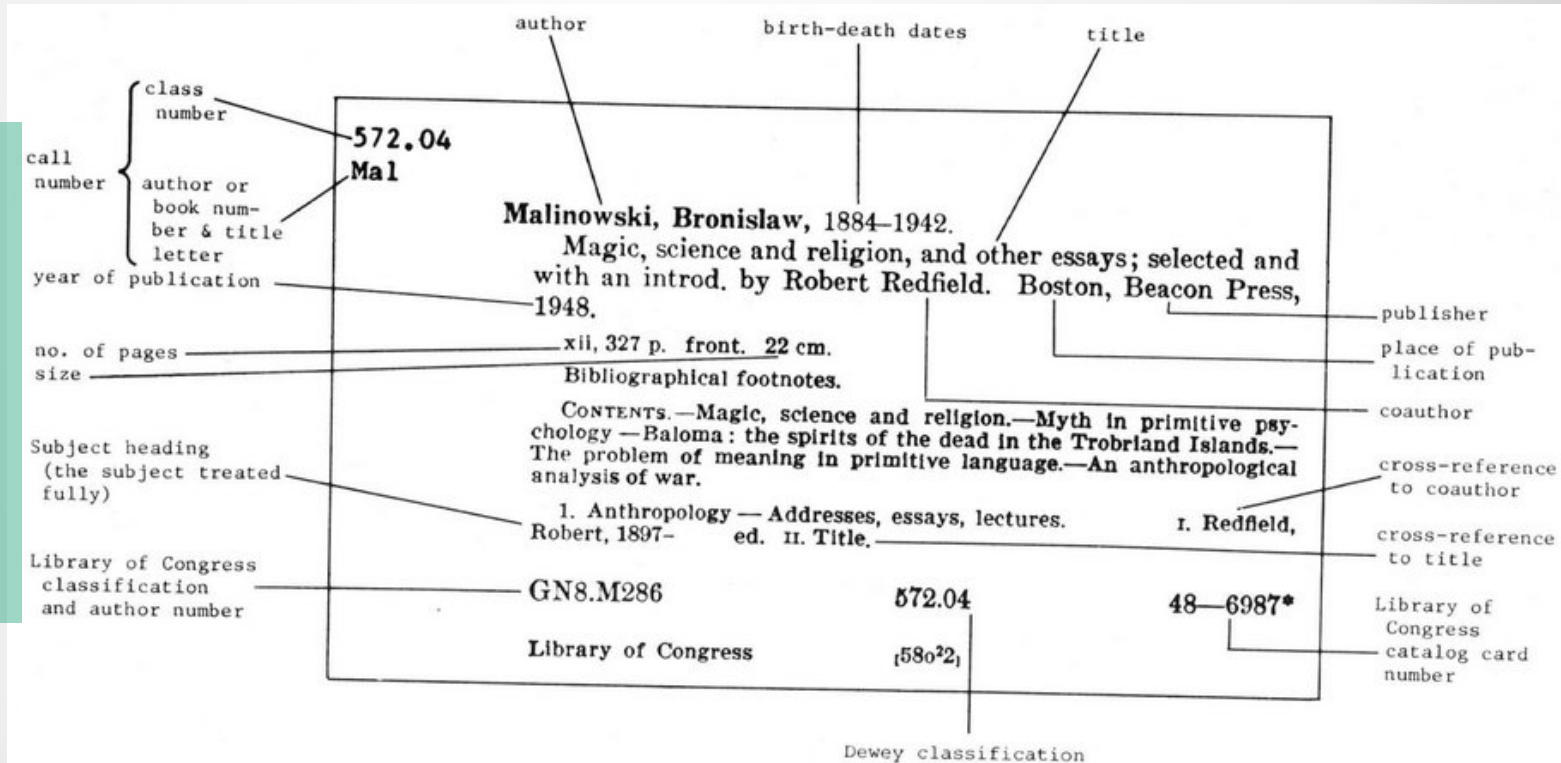 author
birth-death dates
title
class
number
call
number
author or
book num-
ber & title
letter
year of publication
no. of pages
size
Subject heading
(the subject treated
fully)
Library of Congress
classification
and author number
572.04
Mal
Malinowski, Bronislaw, 1884–1942.
Magic, science and religion, and other essays; selected and
with an introd. by Robert Redfield. Boston, Beacon Press,
1948.
xii, 327 p. front. 22 cm.
Bibliographical footnotes.
CONTENTS.—Magic, science and religion.—Myth in primitive psy-
chology—Baloma: the spirits of the dead in the Trobriand Islands.—
The problem of meaning in primitive language.—An anthropological
analysis of war.
1. Anthropology — Addresses, essays, lectures. I. Redfield,
Robert, 1897– ed. II. Title.
GN8.M286 572.04 48—6987*
Library of Congress [58o²2]
publisher
place of pub-
lication
coauthor
cross-reference
to coauthor
cross-reference
to title
Library of
Congress
catalog card
number
Dewey classification